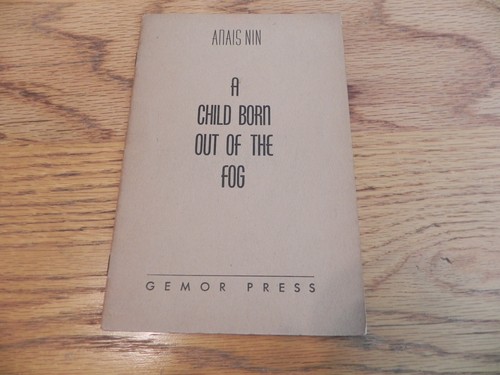 ANAIS NIN
A
CHILD BORN
OUT OF THE
FOG
GEMOR PRESS